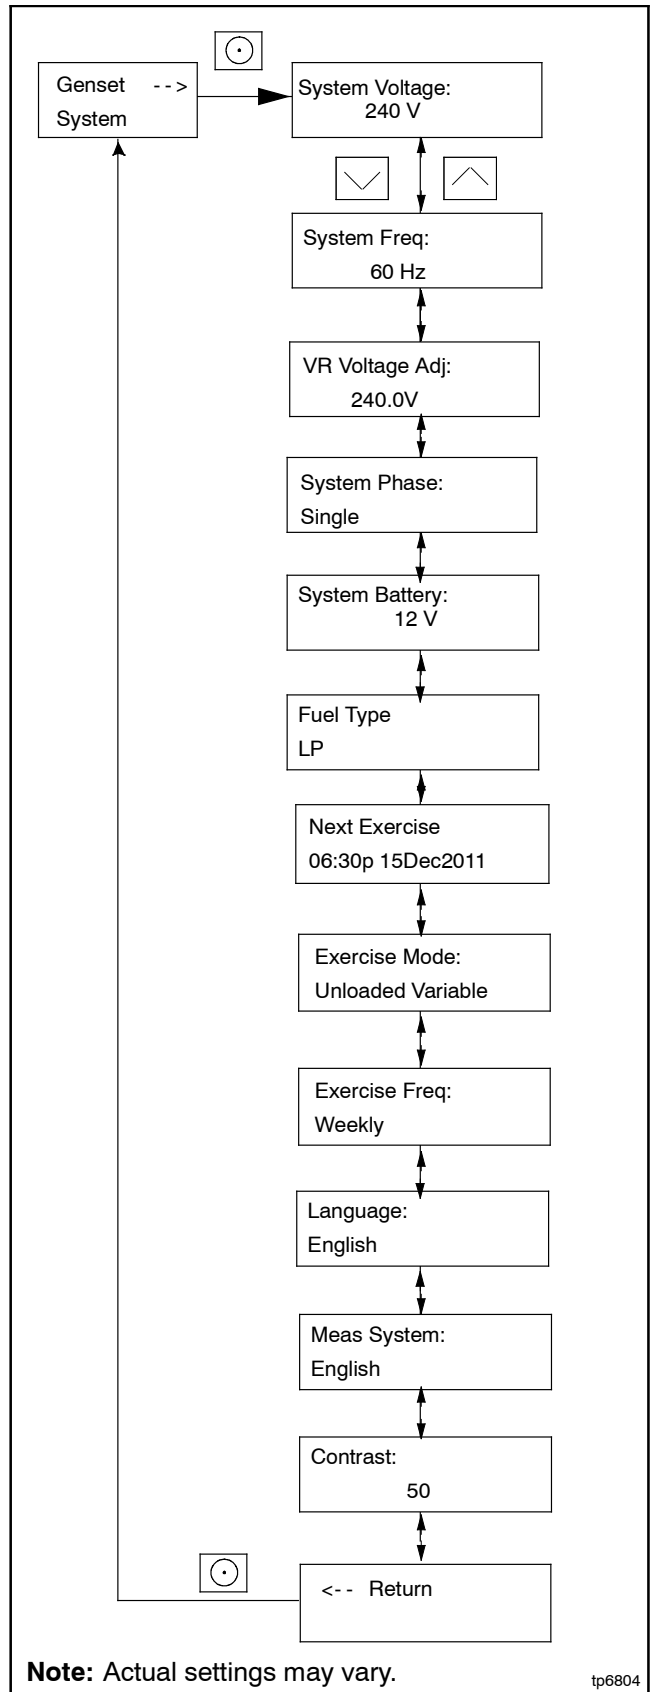 Genset - ->
System
System Voltage:
240 V
System Freq:
60 Hz
VR Voltage Adj:
240.0V
System Phase:
Single
System Battery:
12 V
Fuel Type
LP
Next Exercise
06:30p 15Dec2011
Exercise Mode:
Unloaded Variable
Exercise Freq:
Weekly
Language:
English
Meas System:
English
Contrast:
50
<- - Return
Note: Actual settings may vary.
tp6804